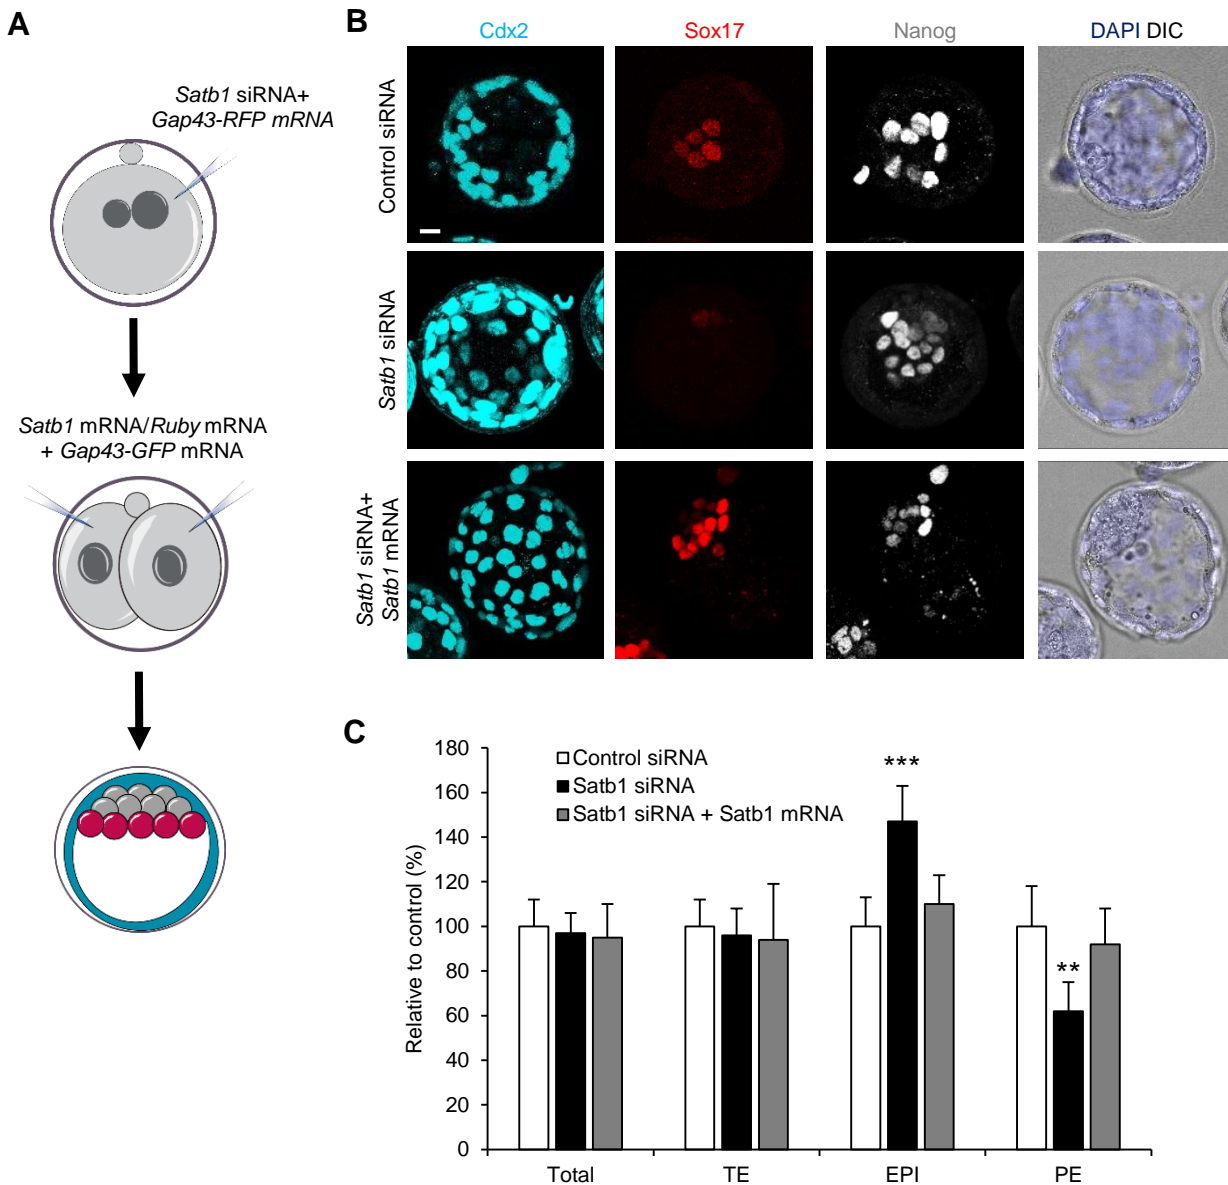 A
Satb1 siRNA+
Gap43-RFP mRNA
Satb1 mRNA/Ruby mRNA
+ Gap43-GFP mRNA
B
Cdx2
Sox17
Nanog
DAPI DIC
Control siRNA
Satb1 siRNA
Satb1 siRNA+
Satb1 mRNA
C
Relative to control (%)
180
160
140
120
100
80
60
40
20
0
Control siRNA
Satb1 siRNA
Satb1 siRNA + Satb1 mRNA
***
**
Total
TE
EPI
PE